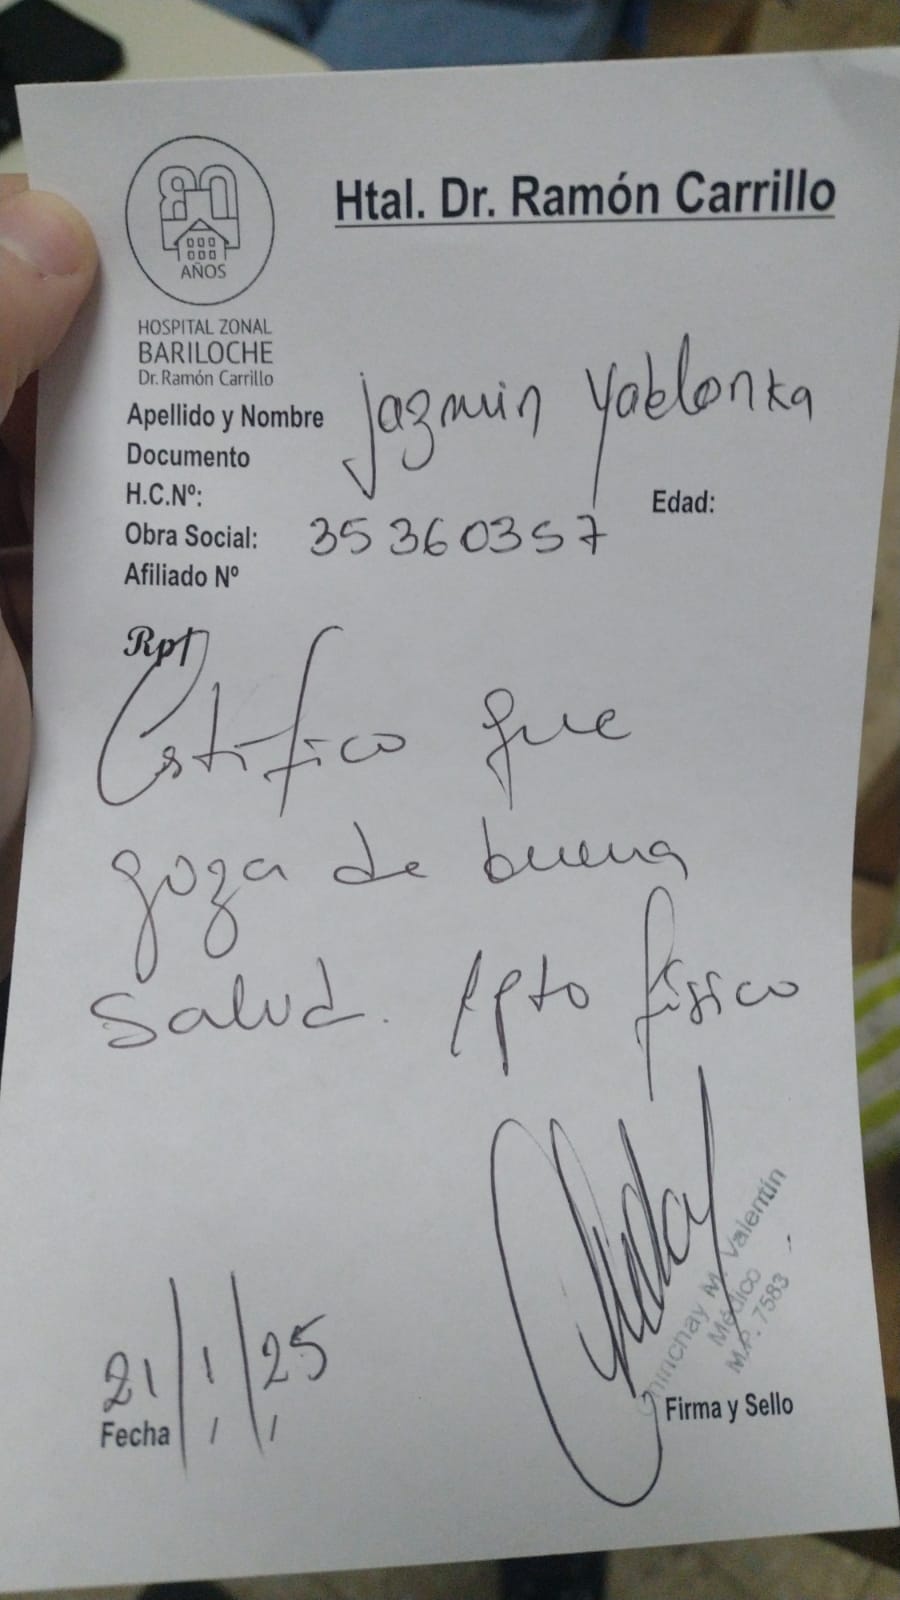 80
AÑOS
HOSPITAL ZONAL
BARILOCHE
Dr. Ramón Carrillo
Htal. Dr. Ramón Carrillo
Apellido y Nombre Jazmin Yablonka
Documento
H.C.Nº:
Edad:
Obra Social: 35360357
Afiliado Nº
Rp/
Certifico que
goza de buena
salud. Apto físico
Chinchay M. Valentín
Médico
M.P. 7583
21/1/25
Fecha
Firma y Sello